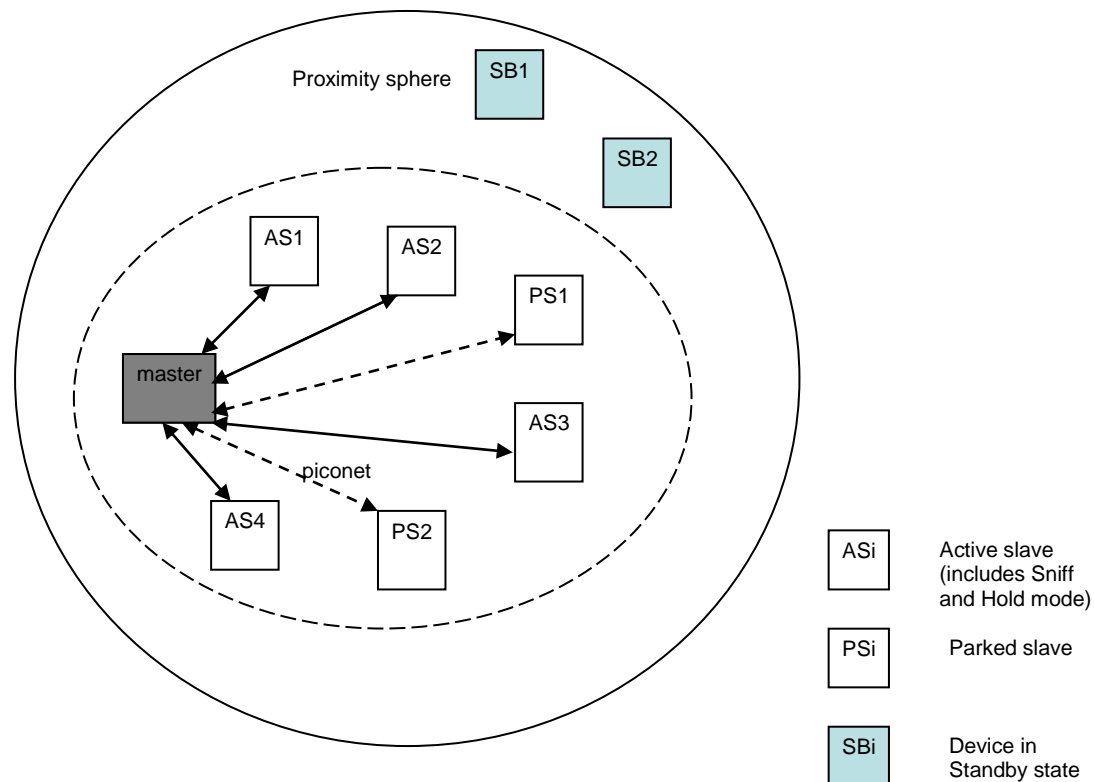 SB1
Proximity sphere
SB2
AS1
AS2
PS1
master
AS3
piconet
AS4
PS2
ASi
Active slave
(includes Sniff
and Hold mode)
PSi
Parked slave
SBi
Device in
Standby state